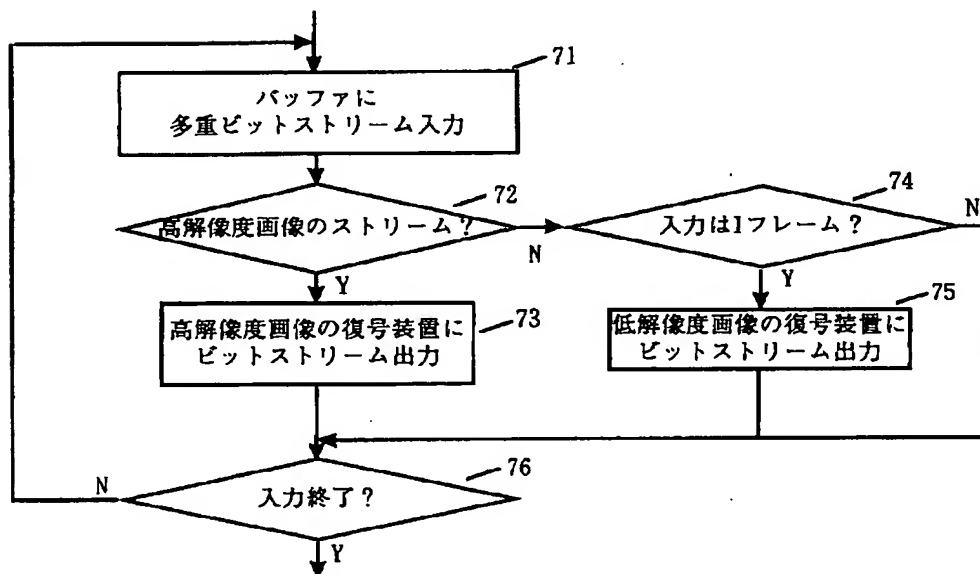 71
バッファに
多重ビットストリーム入力
72
高解像度画像のストリーム？
N
Y
74
入力はIフレーム？
N
Y
73
高解像度画像の復号装置に
ビットストリーム出力
75
低解像度画像の復号装置に
ビットストリーム出力
76
入力終了？
N
Y